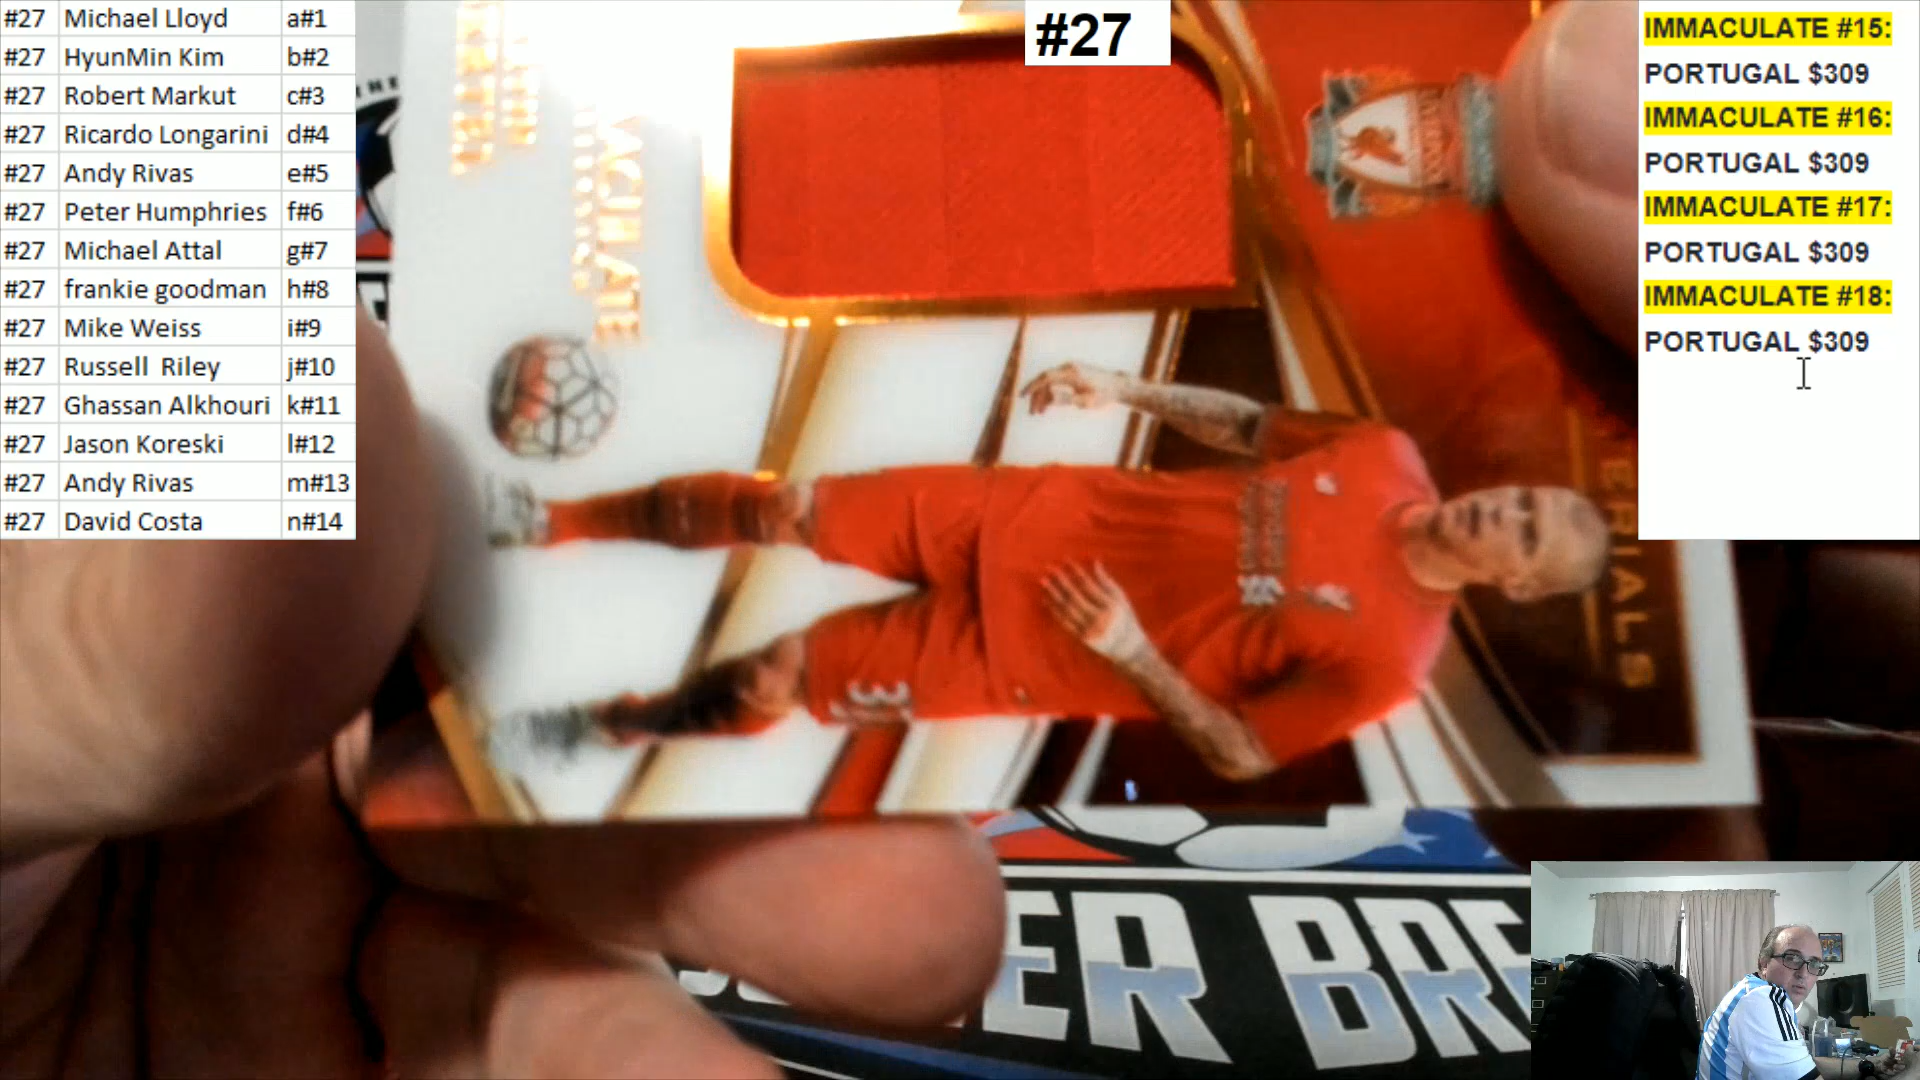 #27 Michael Lloyd a#1
#27 HyunMin Kim b#2
#27 Robert Markut c#3
#27 Ricardo Longarini d#4
#27 Andy Rivas e#5
#27 Peter Humphries f#6
#27 Michael Attal g#7
#27 frankie goodman h#8
#27 Mike Weiss i#9
#27 Russell  Riley j#10
#27 Ghassan Alkhouri k#11
#27 Jason Koreski l#12
#27 Andy Rivas m#13
#27 David Costa n#14
#27
IMMACULATE #15:
PORTUGAL $309
IMMACULATE #16:
PORTUGAL $309
IMMACULATE #17:
PORTUGAL $309
IMMACULATE #18:
PORTUGAL $309
ERIALS
ER BRE